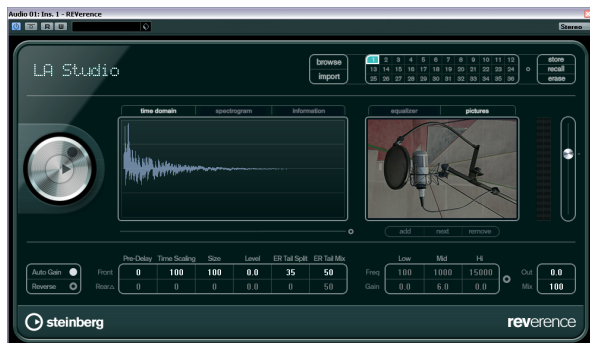 Audio 01: Ins. 1 - REVerence
R U
Stereo
LA Studio
browse
import
1 2 3 4 5 6 7 8 9 10 11 12
13 14 15 16 17 18 19 20 21 22 23 24
25 26 27 28 29 30 31 32 33 34 35 36
store
recall
erase
time domain spectrogram information
equalizer pictures
add next remove
Pre-Delay Time Scaling Size Level ER Tail Split ER Tail Mix
Low Mid Hi
Auto Gain Front 0 100 100 0.0 35 50
Freq 100 1000 15000 Out 0.0
Reverse Rear 0 0 0 0.0 0 50
Gain 0.0 6.0 0.0 Mix 100
steinberg
reverence